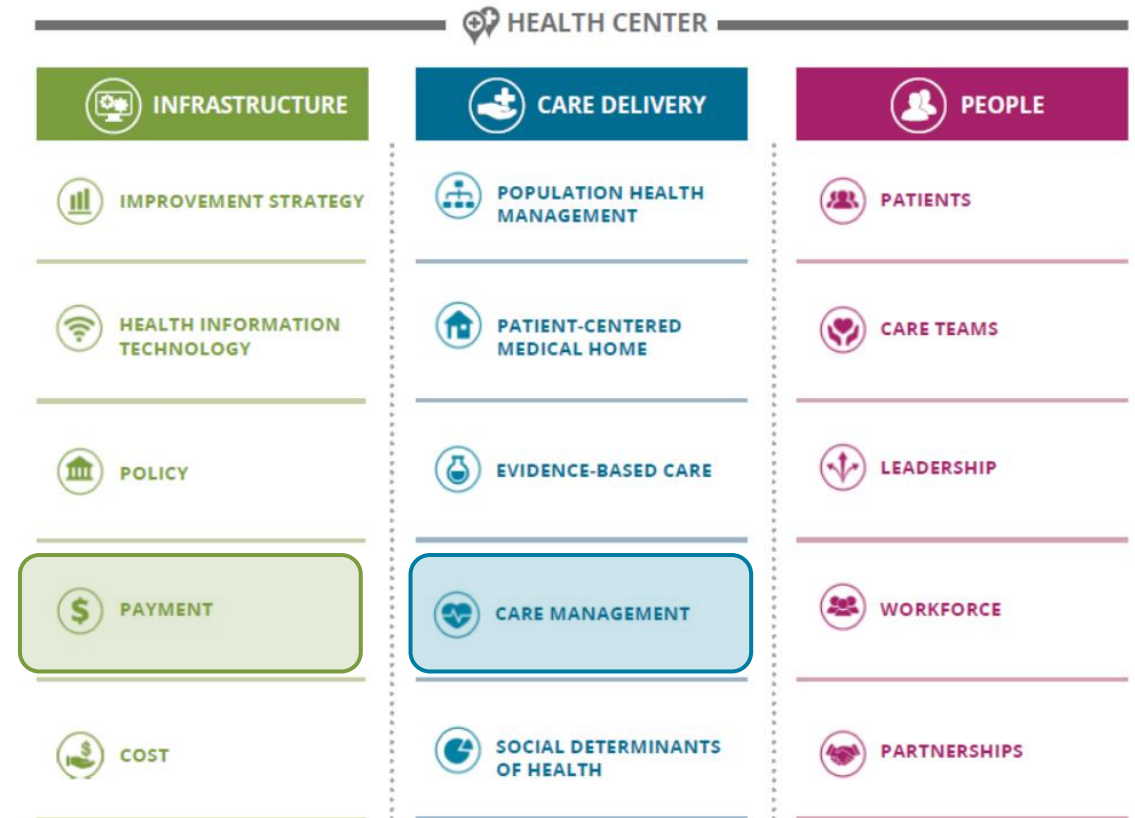 HEALTH CENTER
INFRASTRUCTURE
IMPROVEMENT STRATEGY
HEALTH INFORMATION
TECHNOLOGY
POLICY
$ PAYMENT
$
COST
CARE DELIVERY
POPULATION HEALTH
MANAGEMENT
PATIENT-CENTERED
MEDICAL HOME
EVIDENCE-BASED CARE
CARE MANAGEMENT
SOCIAL DETERMINANTS
OF HEALTH
PEOPLE
PATIENTS
CARE TEAMS
LEADERSHIP
WORKFORCE
PARTNERSHIPS